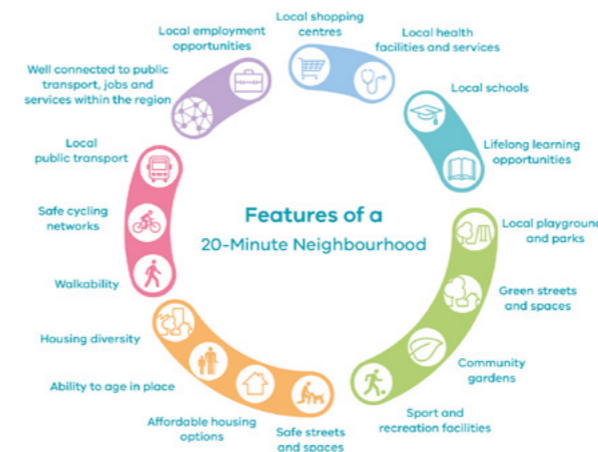 Local shopping
centres
Local health
facilities and services
Local schools
Lifelong learning
opportunities
Local playground
and parks
Green streets
and spaces
Community
gardens
Sport and
recreation facilities
Safe streets
and spaces
Affordable housing
options
Ability to age in place
Housing diversity
Walkability
Safe cycling
networks
Local
public transport
Well connected to public
transport, jobs and
services within the region
Local employment
opportunities
Features of a
20-Minute Neighbourhood